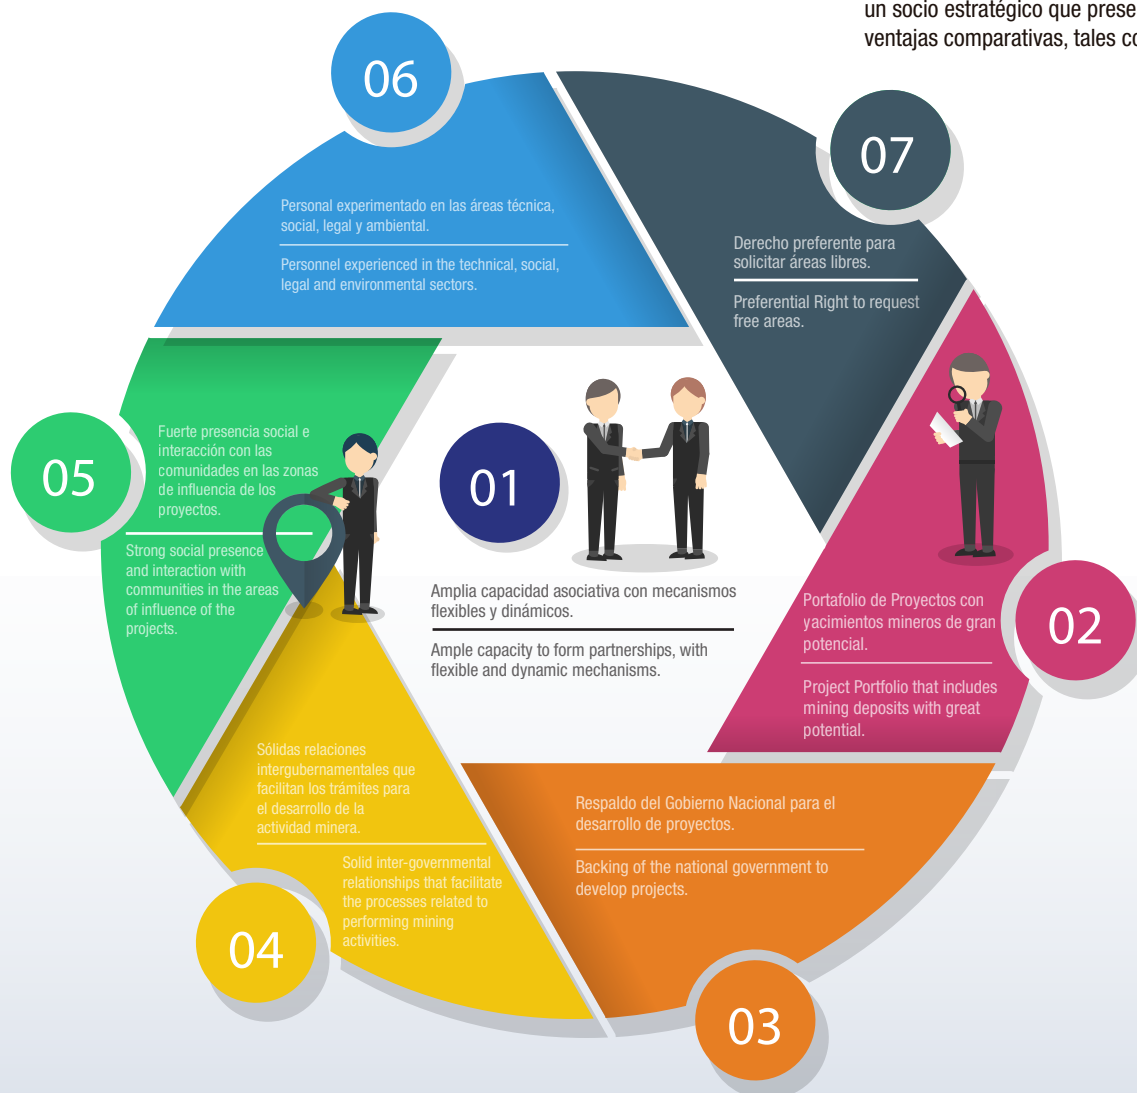 un socio estratégico que prese
ventajas comparativas, tales co
06
Personal experimentado en las áreas técnica,
social, legal y ambiental.
Personnel experienced in the technical, social,
legal and environmental sectors.
07
Derecho preferente para
solicitar áreas libres.
Preferential Right to request
free areas.
05
Fuerte presencia social e
interacción con las
comunidades en las zonas
de influencia de los
proyectos.
Strong social presence
and interaction with
communities in the areas
of influence of the
projects.
01
Amplia capacidad asociativa con mecanismos
flexibles y dinámicos.
Ample capacity to form partnerships, with
flexible and dynamic mechanisms.
02
Portafolio de Proyectos con
yacimientos mineros de gran
potencial.
Project Portfolio that includes
mining deposits with great
potential.
04
Sólidas relaciones
intergubernamentales que
facilitan los trámites para
el desarrollo de la
actividad minera.
Solid inter-governmental
relationships that facilitate
the processes related to
performing mining
activities.
03
Respaldo del Gobierno Nacional para el
desarrollo de proyectos.
Backing of the national government to
develop projects.